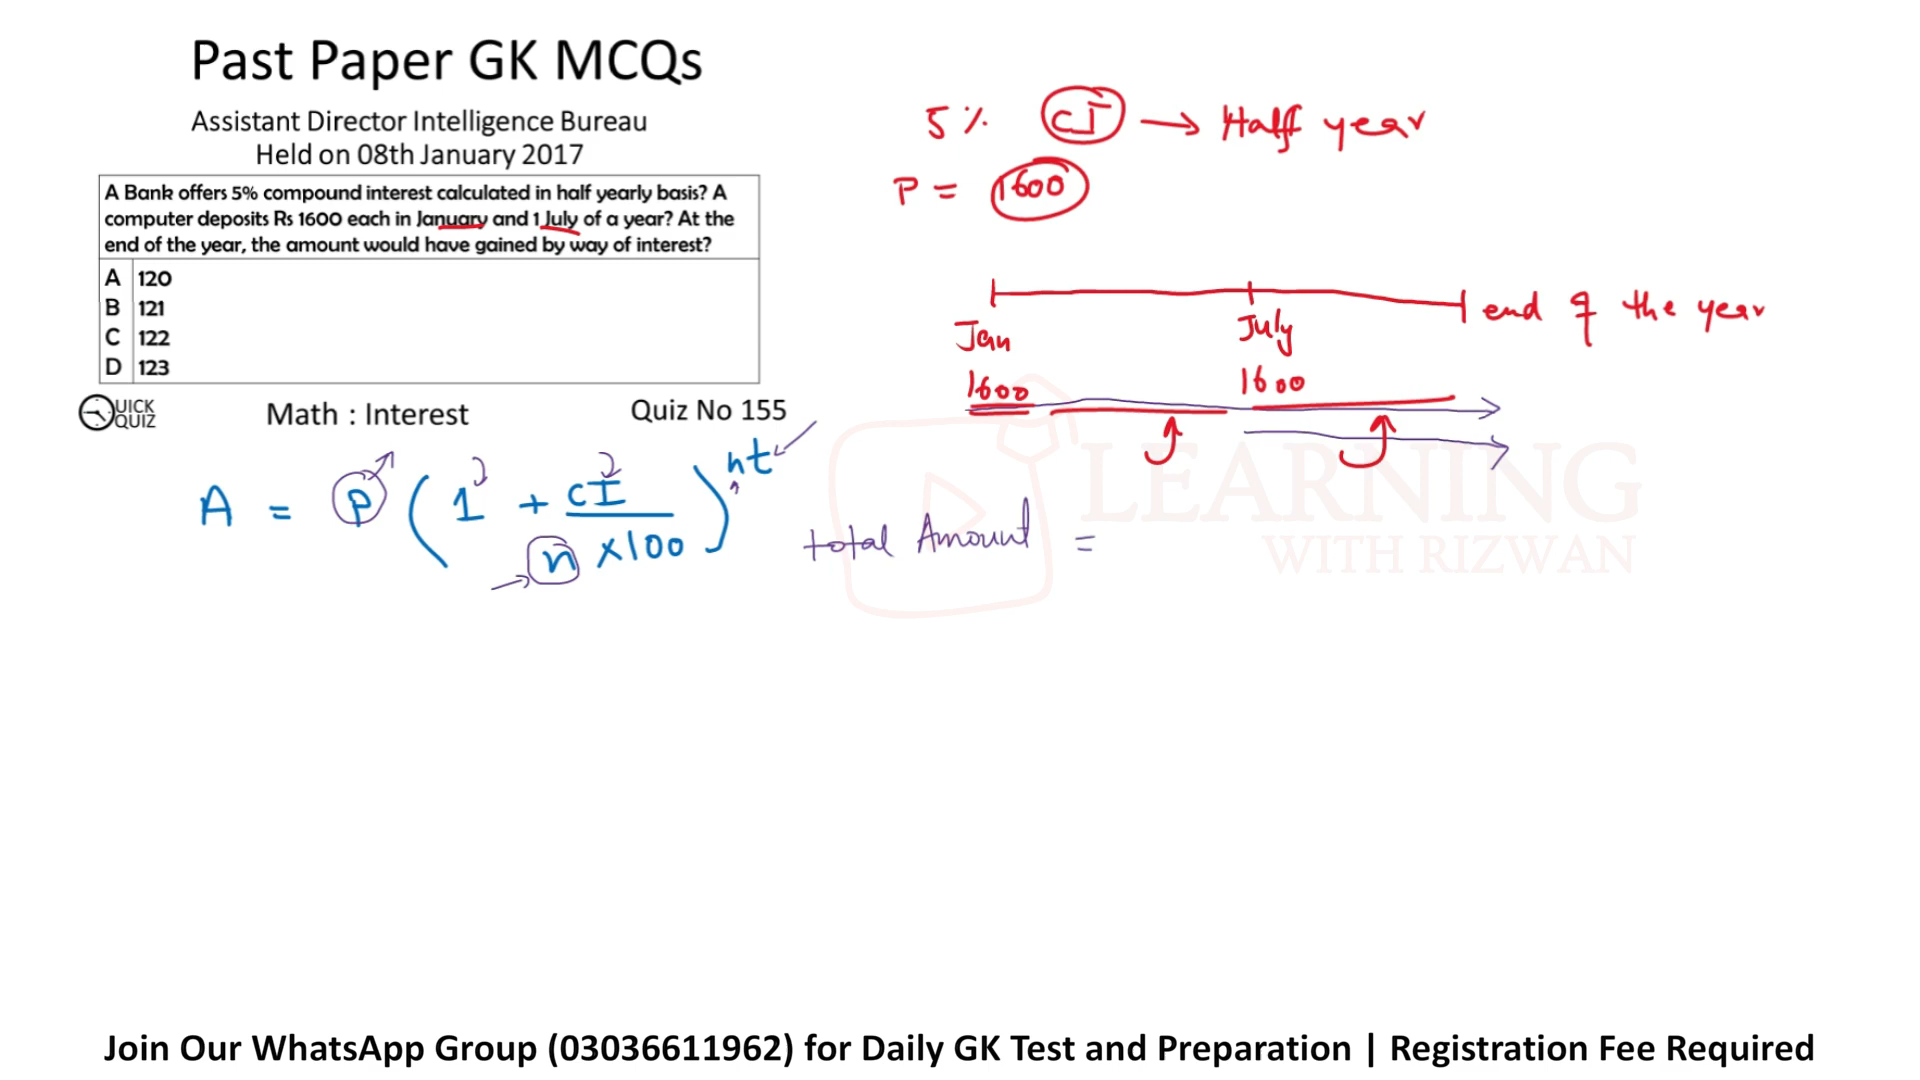 Past Paper GK MCQs
Assistant Director Intelligence Bureau
Held on 08th January 2017
A Bank offers 5% compound interest calculated in half yearly basis? A
computer deposits Rs 1600 each in January and 1 July of a year? At the
end of the year, the amount would have gained by way of interest?
A 120
B 121
C 122
D 123
QUICK
QUIZ
Math : Interest
Quiz No 155
5 % CI → Half year
P = 1600
Jan July end of the year
1600 1600
A = P ( 1 + CI / n × 100 ) nt
total Amount =
LEARNING
WITH RIZWAN
Join Our WhatsApp Group (03036611962) for Daily GK Test and Preparation | Registration Fee Required